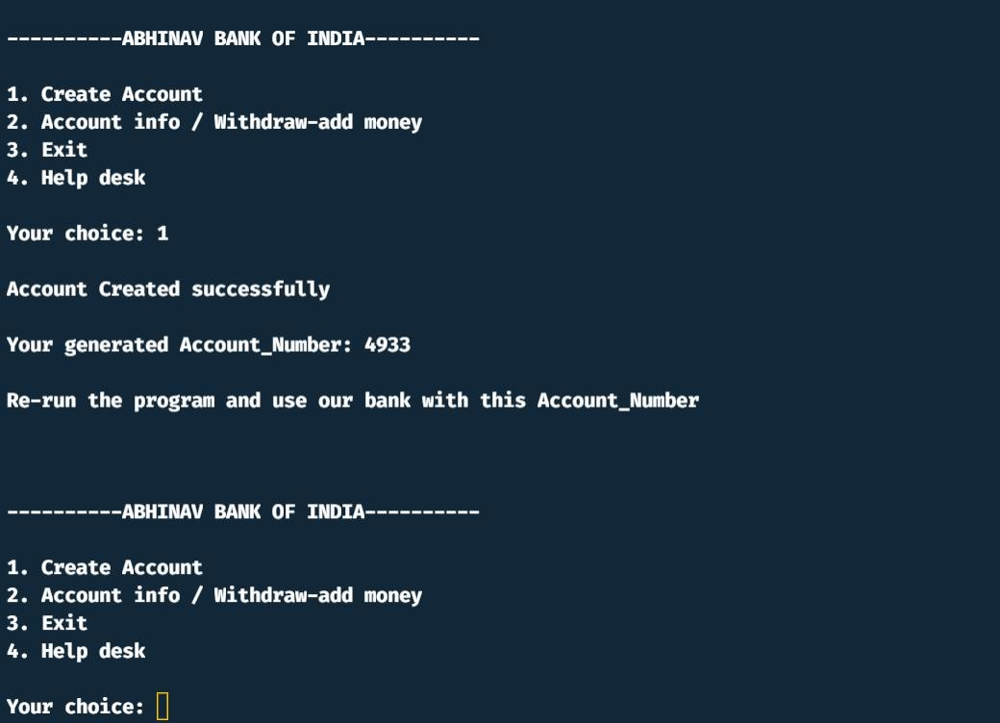 ----------ABHINAV BANK OF INDIA----------
1. Create Account
2. Account info / Withdraw-add money
3. Exit
4. Help desk
Your choice: 1
Account Created successfully
Your generated Account_Number: 4933
Re-run the program and use our bank with this Account_Number
----------ABHINAV BANK OF INDIA----------
1. Create Account
2. Account info / Withdraw-add money
3. Exit
4. Help desk
Your choice: